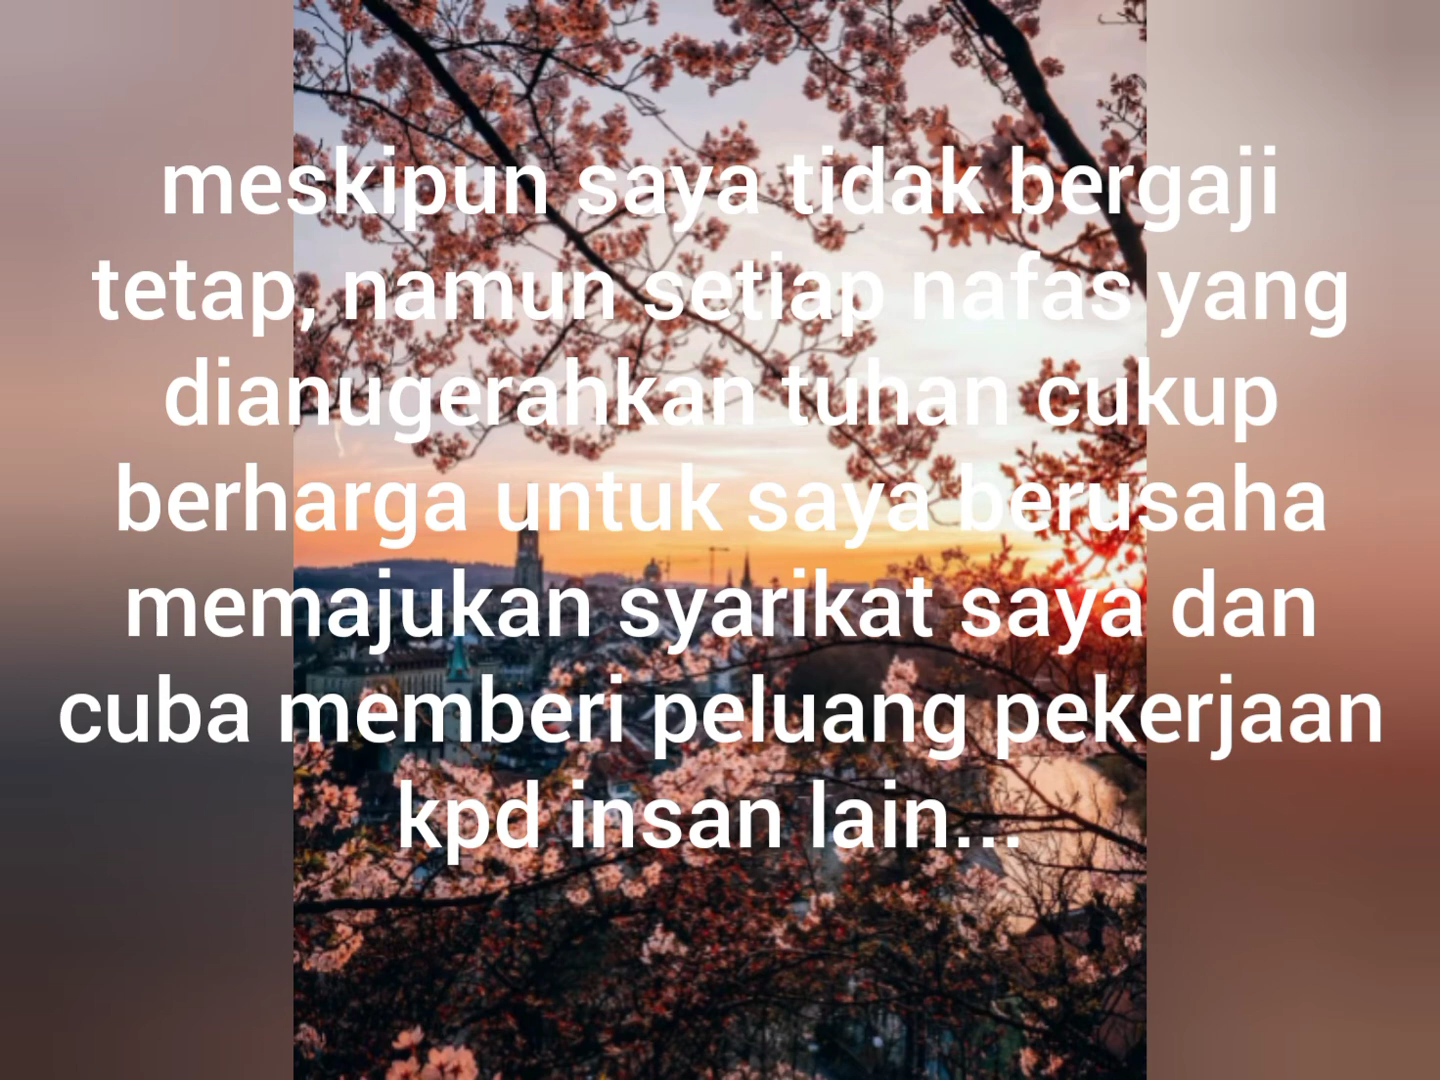 meskipun saya tidak bergaji
tetap, namun setiap nafas yang
dianugerahkan tuhan cukup
berharga untuk saya berusaha
memajukan syarikat saya dan
cuba memberi peluang pekerjaan
kpd insan lain...